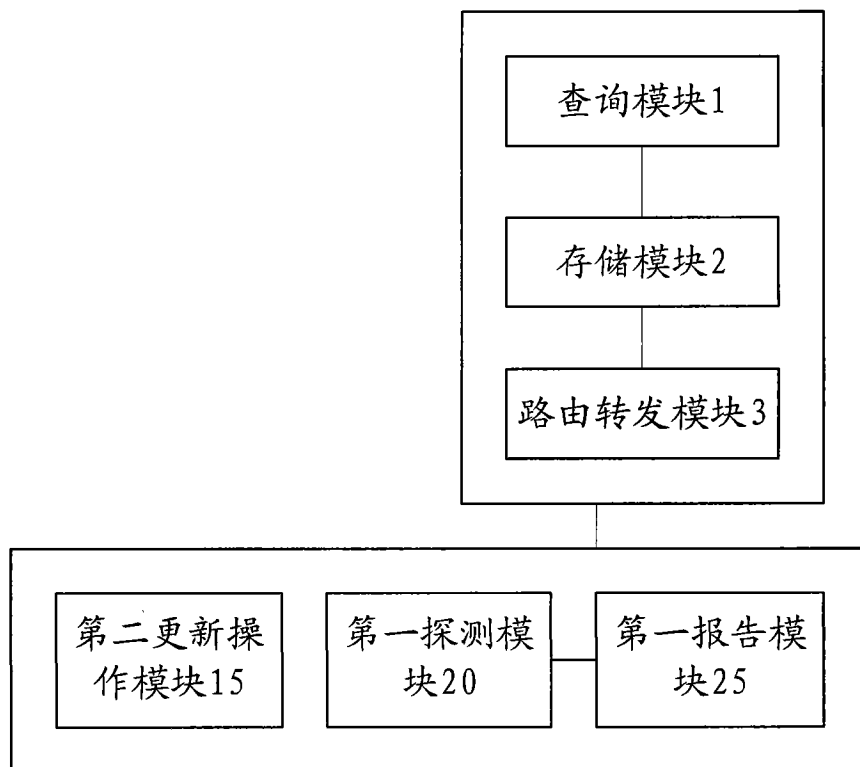 查询模块1
存储模块2
路由转发模块3
第二更新操
作模块15
第一探测模
块20
第一报告模
块25